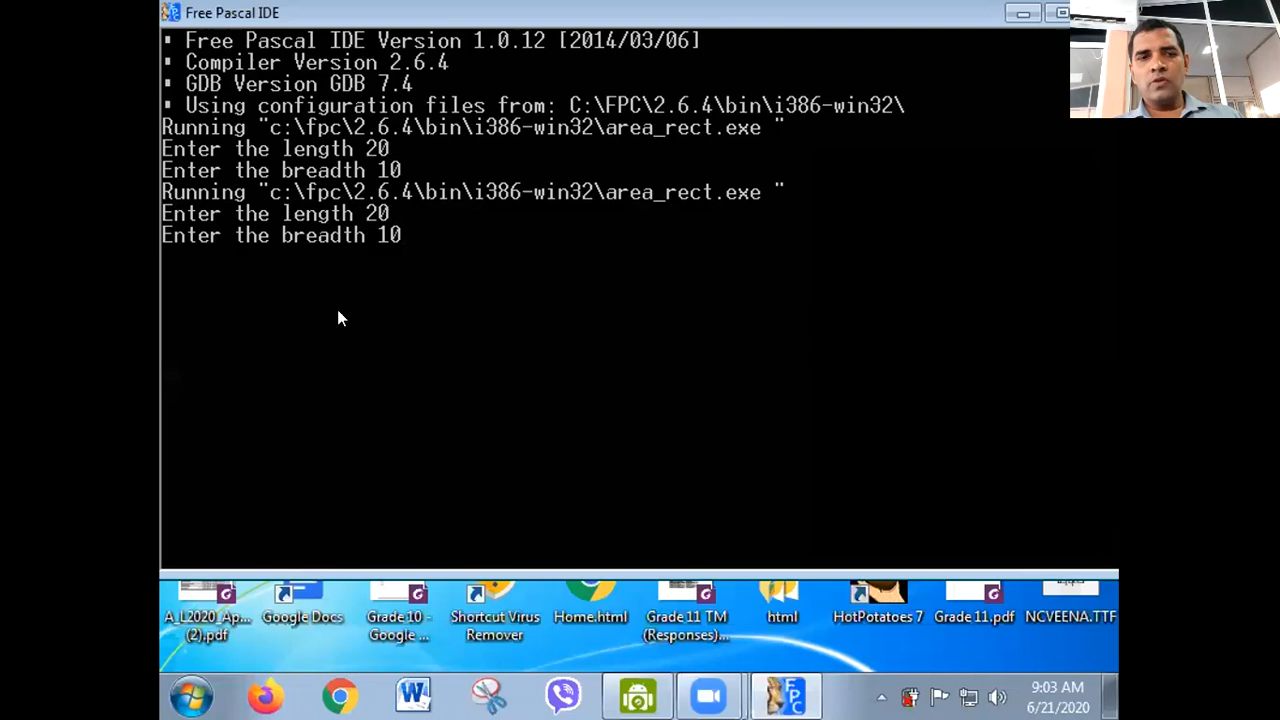 Free Pascal IDE
Free Pascal IDE Version 1.0.12 [2014/03/06]
Compiler Version 2.6.4
GDB Version GDB 7.4
Using configuration files from: C:\FPC\2.6.4\bin\i386-win32\
Running "c:\fpc\2.6.4\bin\i386-win32\area_rect.exe "
Enter the length 20
Enter the breadth 10
Running "c:\fpc\2.6.4\bin\i386-win32\area_rect.exe "
Enter the length 20
Enter the breadth 10
A_L2020_Ap... (2).pdf
Google Docs
Grade 10 - Google ...
Shortcut Virus Remover
Home.html
Grade 11 TM (Responses)...
html
HotPotatoes 7
Grade 11.pdf
NCVEENA.TTF
FPC
9:03 AM
6/21/2020